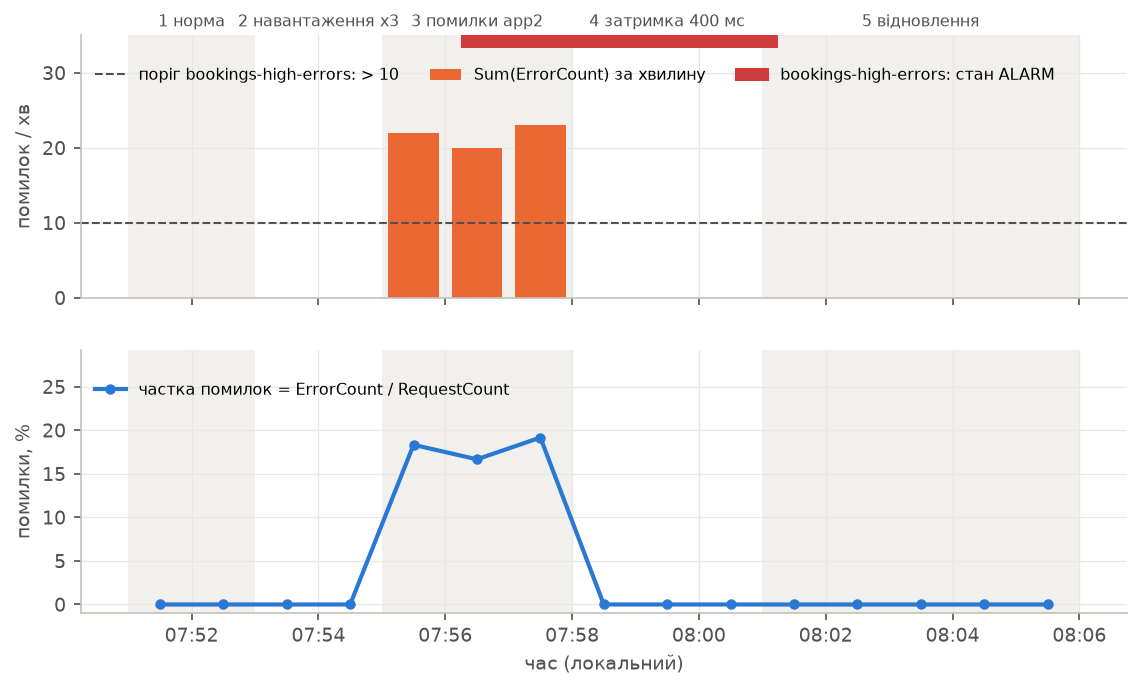 1 норма 2 навантаження x3 3 помилки app2 4 затримка 400 мс 5 відновлення
поріг bookings-high-errors: > 10 Sum(ErrorCount) за хвилину bookings-high-errors: стан ALARM
помилок / хв
30
20
10
0
частка помилок = ErrorCount / RequestCount
помилки, %
25
20
15
10
5
0
07:52 07:54 07:56 07:58 08:00 08:02 08:04 08:06
час (локальний)